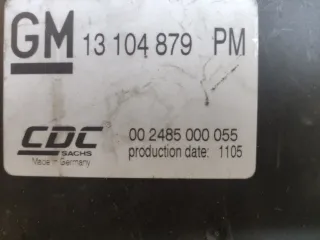 GM 13 104 879 PM
CDC 00 2485 000 055
SACHS production date: 1105
Made in Germany